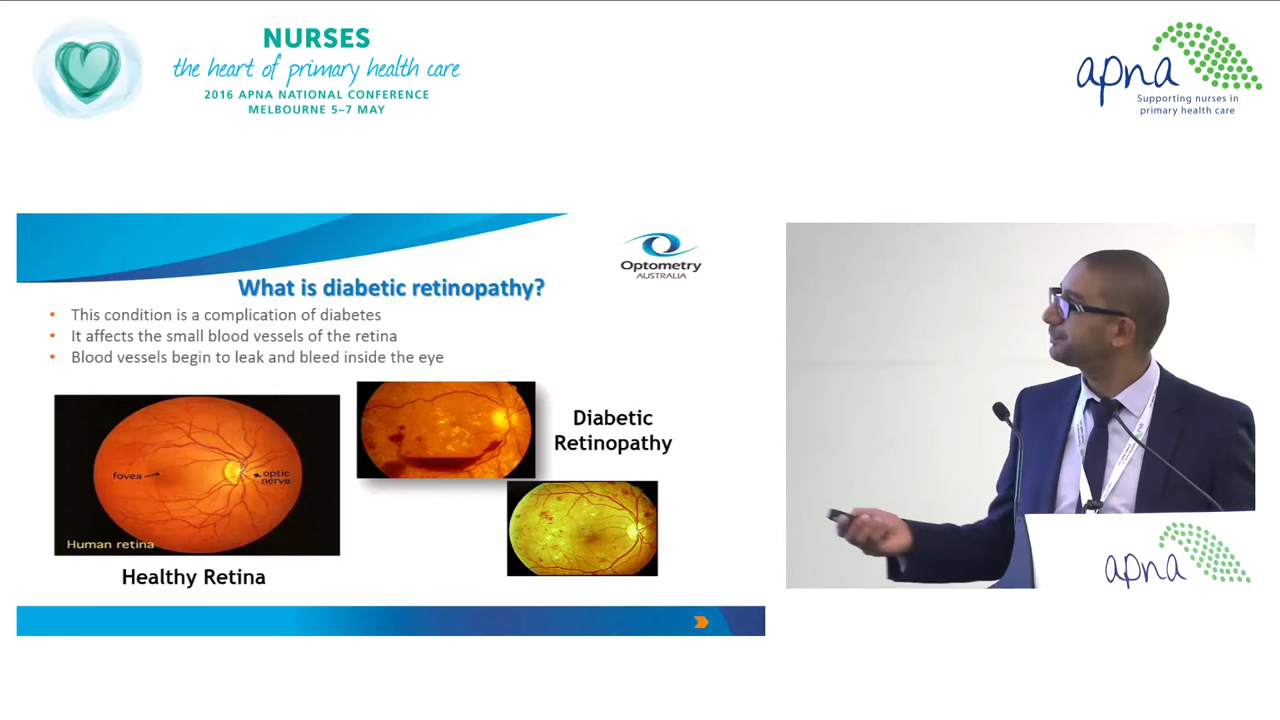 NURSES
the heart of primary health care
2016 APNA NATIONAL CONFERENCE
MELBOURNE 5–7 MAY
apna
Supporting nurses in
primary health care
Optometry
AUSTRALIA
What is diabetic retinopathy?
• This condition is a complication of diabetes
• It affects the small blood vessels of the retina
• Blood vessels begin to leak and bleed inside the eye
fovea
optic
nerve
Human retina
Healthy Retina
Diabetic
Retinopathy
apna